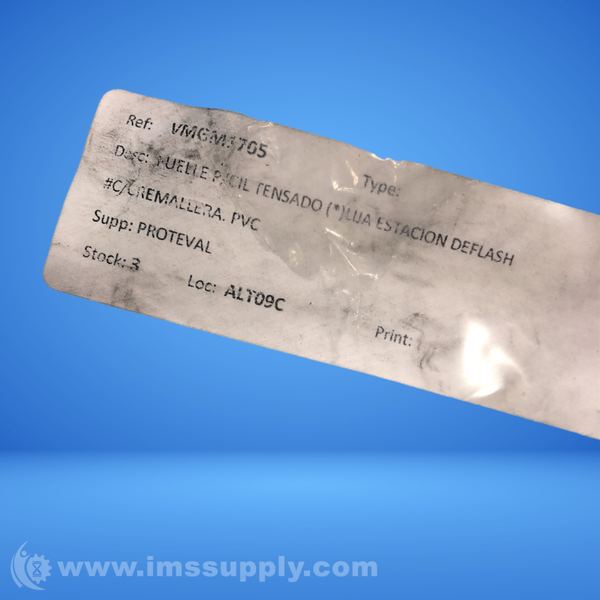 Ref: VMGM1705
Desc: FUELLE P/CIL TENSADO (*)LIJA ESTACION DEFLASH
#C/CREMALLERA. PVC
Type:
Supp: PROTEVAL
Stock: 3
Loc: ALT09C
Print:
www.imssupply.com